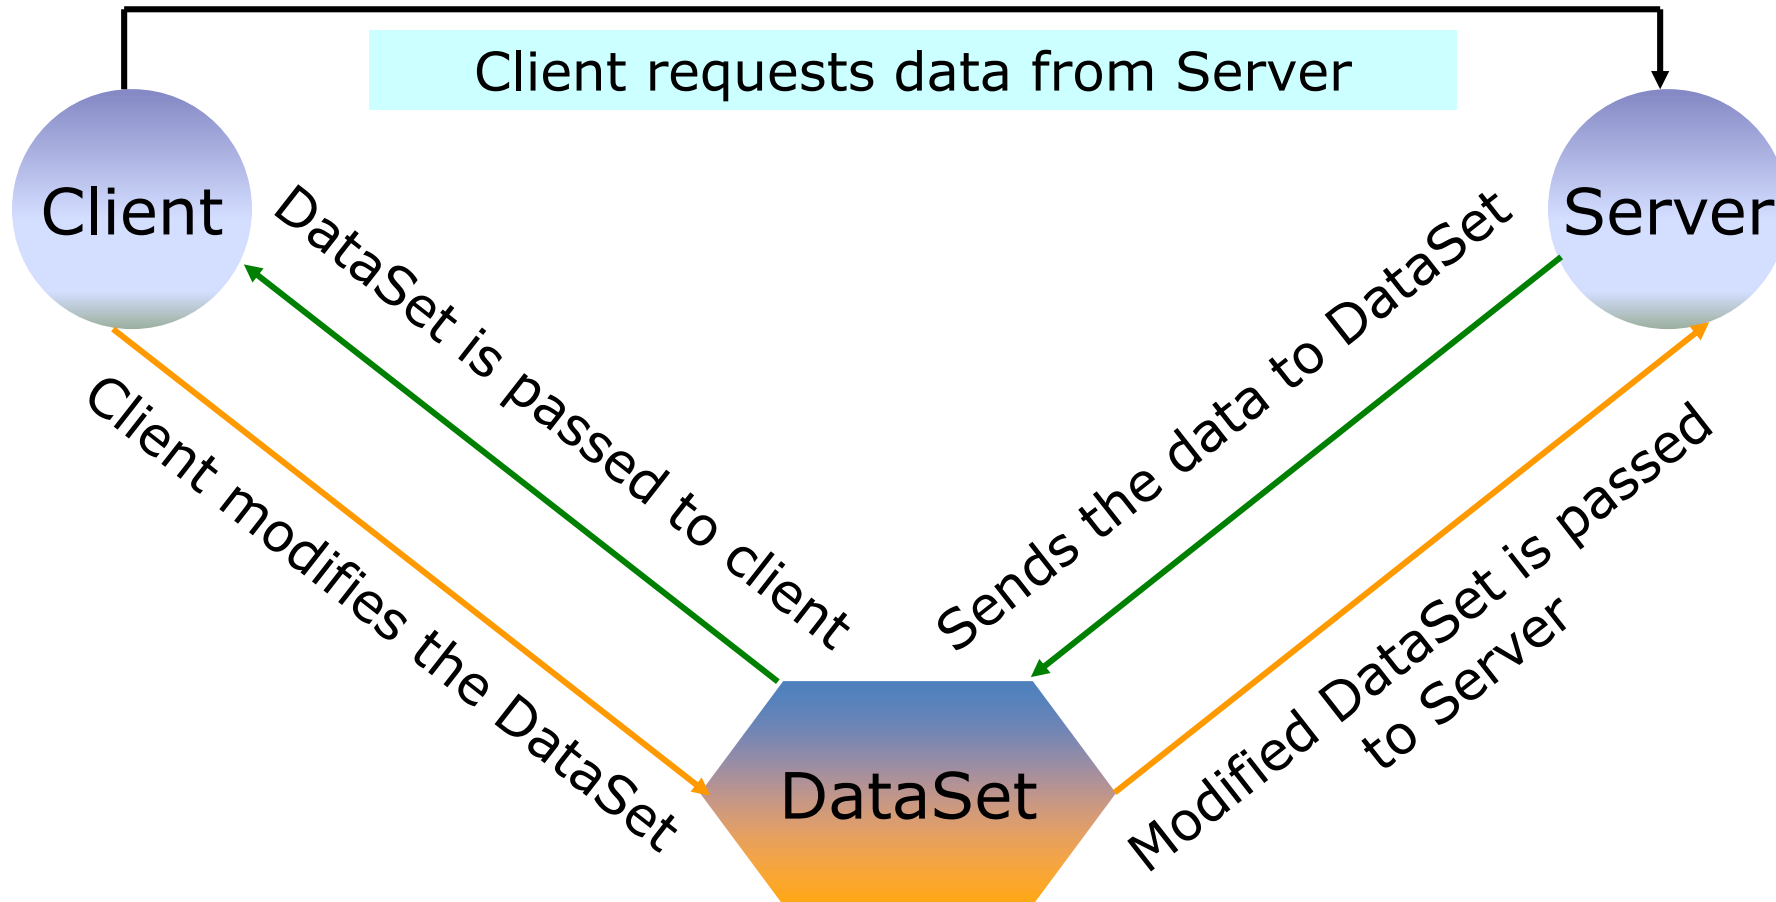 Client requests data from Server
Client
Server
DataSet is passed to client
Sends the data to DataSet
Client modifies the DataSet
Modified DataSet is passed
to Server
DataSet